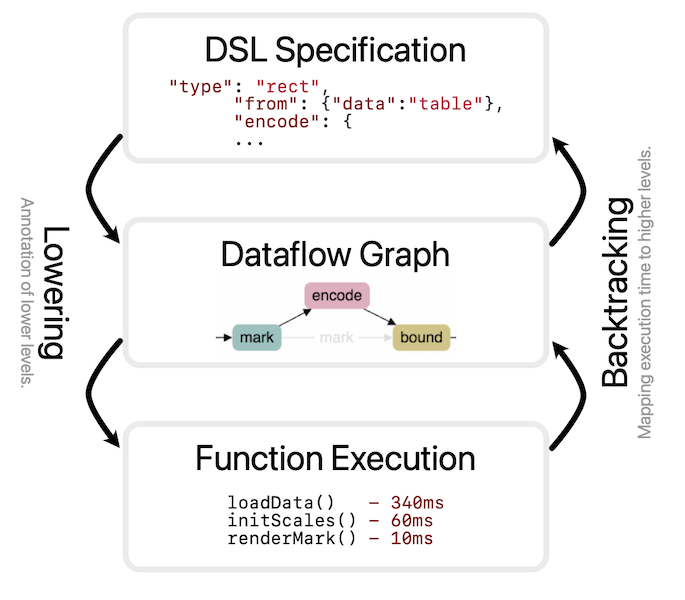 DSL Specification
"type": "rect",
"from": {"data":"table"},
"encode": {
...
Lowering
Annotation of lower levels.
Backtracking
Mapping execution time to higher levels.
Dataflow Graph
encode
mark
mark
bound
Function Execution
loadData() – 340ms
initScales() – 60ms
renderMark() – 10ms